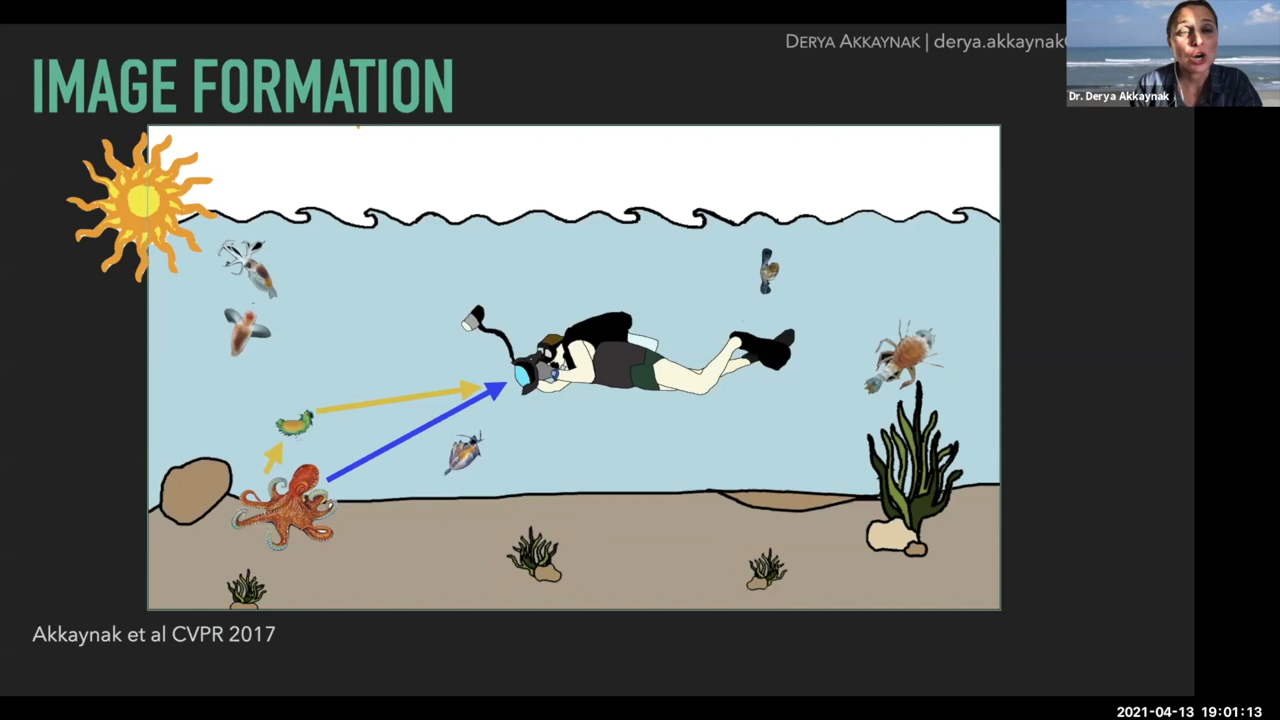 DERYA AKKAYNAK | derya.akkaynak
IMAGE FORMATION
Dr. Derya Akkaynak
Akkaynak et al CVPR 2017
2021-04-13 19:01:13